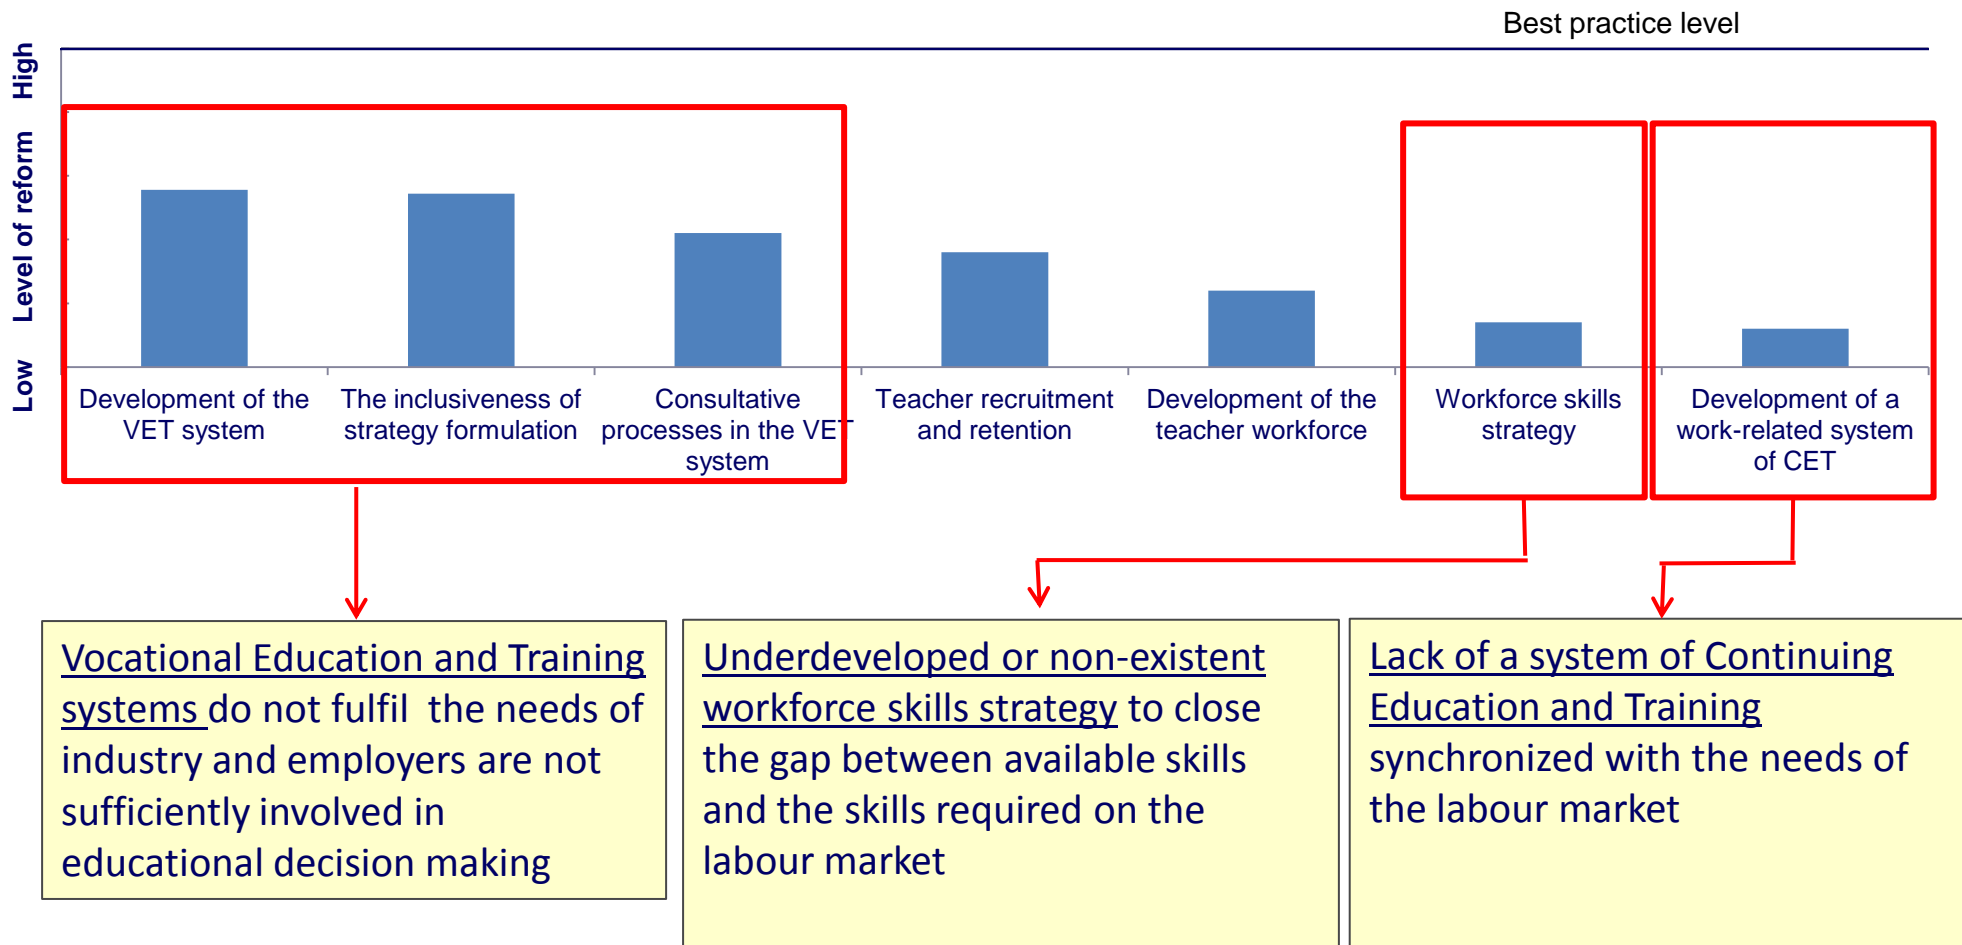 Best practice level
High
Level of reform
Low
Development of the
VET system
The inclusiveness of
strategy formulation
Consultative
processes in the VET
system
Teacher recruitment
and retention
Development of the
teacher workforce
Workforce skills
strategy
Development of a
work-related system
of CET
Vocational Education and Training
systems do not fulfil  the needs of
industry and employers are not
sufficiently involved in
educational decision making
Underdeveloped or non-existent
workforce skills strategy to close
the gap between available skills
and the skills required on the
labour market
Lack of a system of Continuing
Education and Training
synchronized with the needs of
the labour market